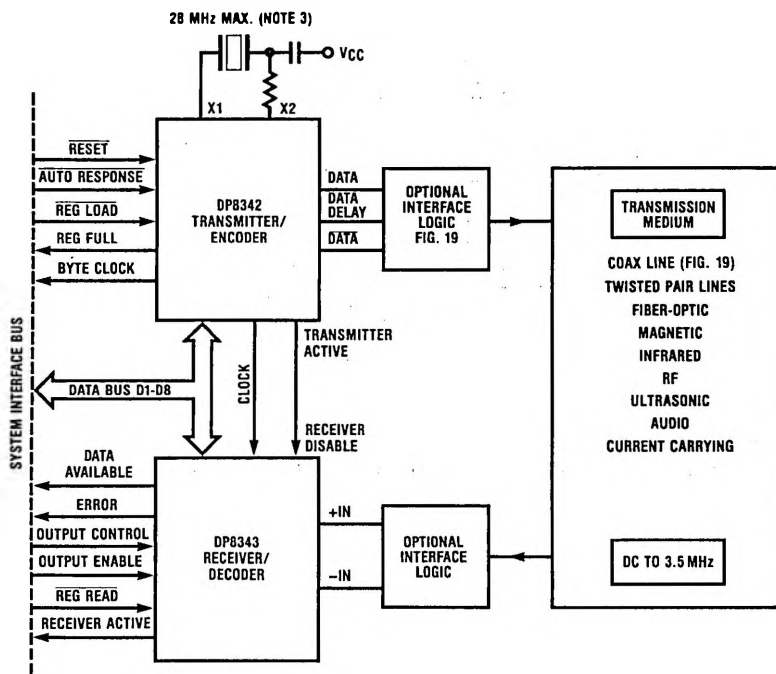 28 MHz MAX. (NOTE 3)
VCC
X1
X2
RESET
AUTO RESPONSE
REG LOAD
REG FULL
BYTE CLOCK
DP8342
TRANSMITTER/
ENCODER
DATA
DATA
DELAY
DATA
OPTIONAL
INTERFACE
LOGIC
FIG. 19
TRANSMISSION
MEDIUM
COAX LINE (FIG. 19)
TWISTED PAIR LINES
FIBER-OPTIC
MAGNETIC
INFRARED
RF
ULTRASONIC
AUDIO
CURRENT CARRYING
SYSTEM INTERFACE BUS
DATA BUS D1-D8
CLOCK
TRANSMITTER
ACTIVE
RECEIVER
DISABLE
DATA
AVAILABLE
ERROR
OUTPUT CONTROL
OUTPUT ENABLE
REG READ
RECEIVER ACTIVE
DP8343
RECEIVER/
DECODER
+IN
−IN
OPTIONAL
INTERFACE
LOGIC
DC TO 3.5 MHz